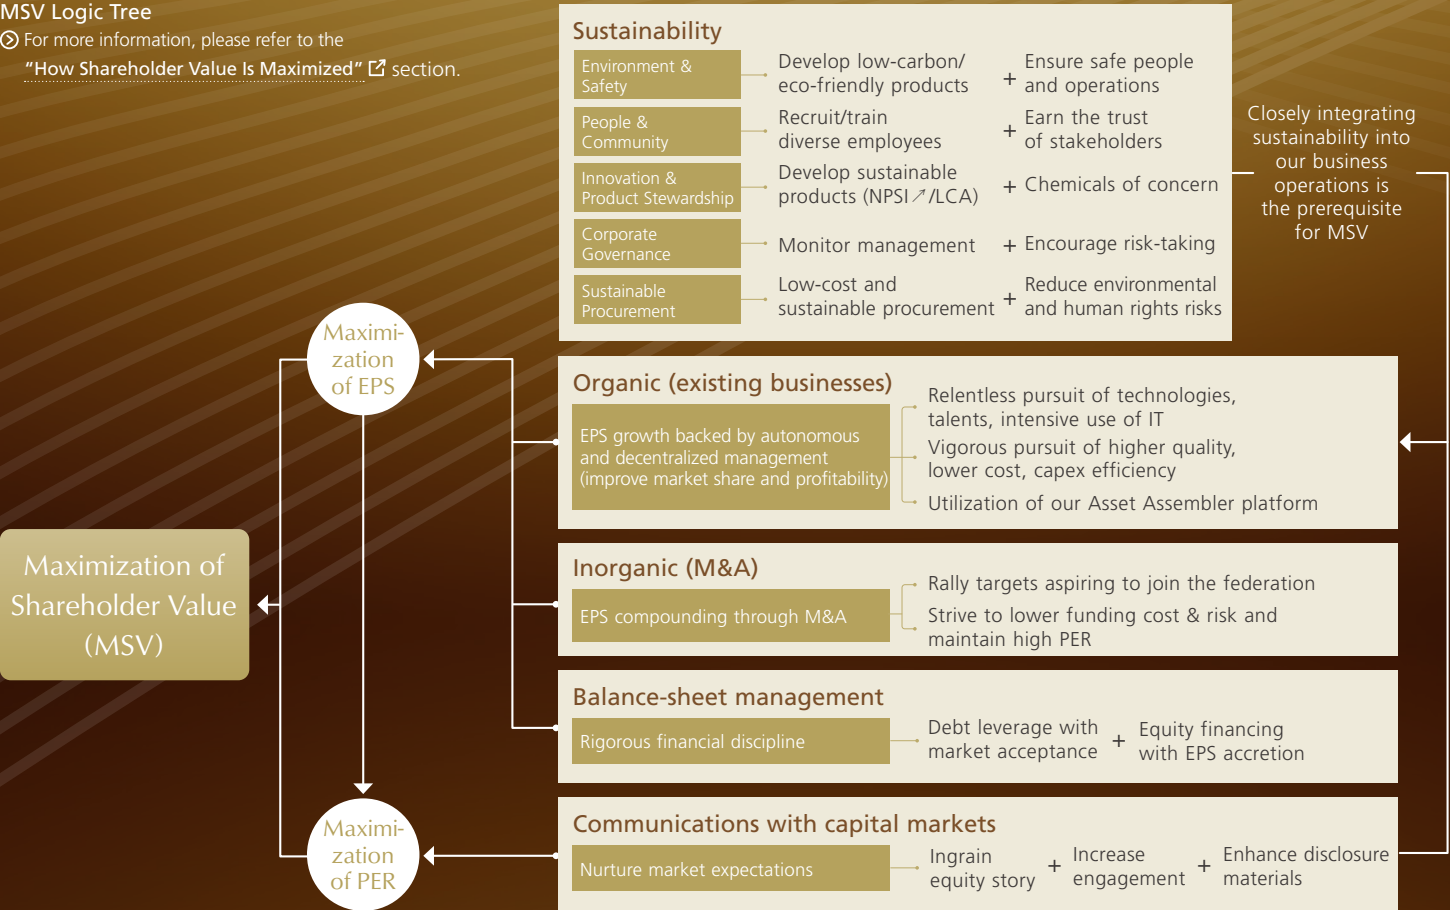 MSV Logic Tree
For more information, please refer to the
“How Shareholder Value Is Maximized” section.
Sustainability
Environment &
Safety
Develop low-carbon/
eco-friendly products
+
Ensure safe people
and operations
People &
Community
Recruit/train
diverse employees
+
Earn the trust
of stakeholders
Innovation &
Product Stewardship
Develop sustainable
products (NPSI↗/LCA)
+
Chemicals of concern
Corporate
Governance
Monitor management
+
Encourage risk-taking
Sustainable
Procurement
Low-cost and
sustainable procurement
+
Reduce environmental
and human rights risks
Closely integrating
sustainability into
our business
operations is
the prerequisite
for MSV
Maximi-
zation
of EPS
Organic (existing businesses)
EPS growth backed by autonomous
and decentralized management
(improve market share and profitability)
Relentless pursuit of technologies,
talents, intensive use of IT
Vigorous pursuit of higher quality,
lower cost, capex efficiency
Utilization of our Asset Assembler platform
Maximization of
Shareholder Value
(MSV)
Inorganic (M&A)
EPS compounding through M&A
Rally targets aspiring to join the federation
Strive to lower funding cost & risk and
maintain high PER
Balance-sheet management
Rigorous financial discipline
Debt leverage with
market acceptance
+
Equity financing
with EPS accretion
Maximi-
zation
of PER
Communications with capital markets
Nurture market expectations
Ingrain
equity story
+
Increase
engagement
+
Enhance disclosure
materials